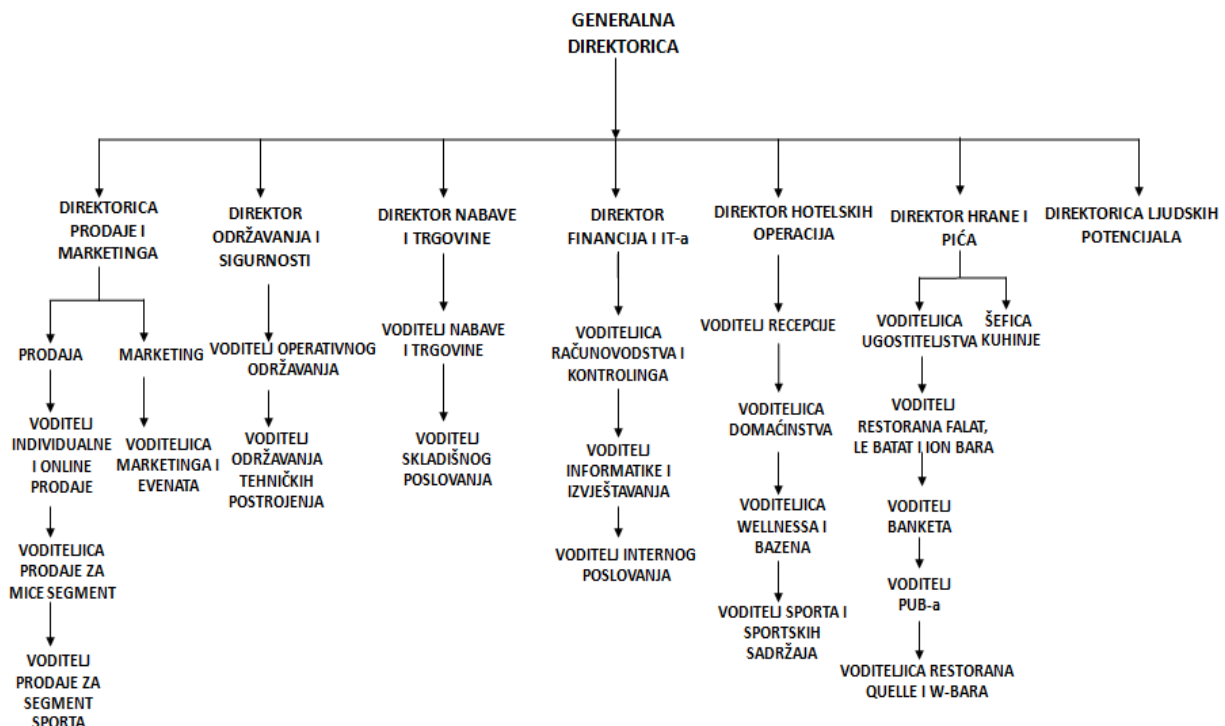 GENERALNA
DIREKTORICA
DIREKTORICA
PRODAJE I
MARKETINGA
DIREKTOR
ODRŽAVANJA I
SIGURNOSTI
DIREKTOR NABAVE
I TRGOVINE
DIREKTOR
FINANCIJA I IT-a
DIREKTOR HOTELSKIH
OPERACIJA
DIREKTOR HRANE I
PIĆA
DIREKTORICA LJUDSKIH
POTENCIJALA
PRODAJA
VODITELJ
INDIVIDUALNE
I ONLINE
PRODAJE
VODITELJICA
PRODAJE ZA
MICE SEGMENT
VODITELJ
PRODAJE ZA
SEGMENT
SPORTA
MARKETING
VODITELJICA
MARKETINGA I
EVENATA
VODITELJ OPERATIVNOG
ODRŽAVANJA
VODITELJ
ODRŽAVANJA
TEHNIČKIH
POSTROJENJA
VODITELJ NABAVE
I TRGOVINE
VODITELJ
SKLADIŠNOG
POSLOVANJA
VODITELJICA
RAČUNOVODSTVA I
KONTROLINGA
VODITELJ
INFORMATIKE I
IZVJEŠTAVANJA
VODITELJ INTERNOG
POSLOVANJA
VODITELJ RECEPCIJE
VODITELJICA
DOMAĆINSTVA
VODITELJICA
WELLNESSA I
BAZENA
VODITELJ SPORTA I
SPORTSKIH
SADRŽAJA
VODITELJICA
UGOSTITELJSTVA
VODITELJ
RESTORANA FALAT,
LE BATAT I ION BARA
VODITELJ
BANKETA
VODITELJ
PUB-a
VODITELJICA RESTORANA
QUELLE I W-BARA
ŠEFICA
KUHINJE